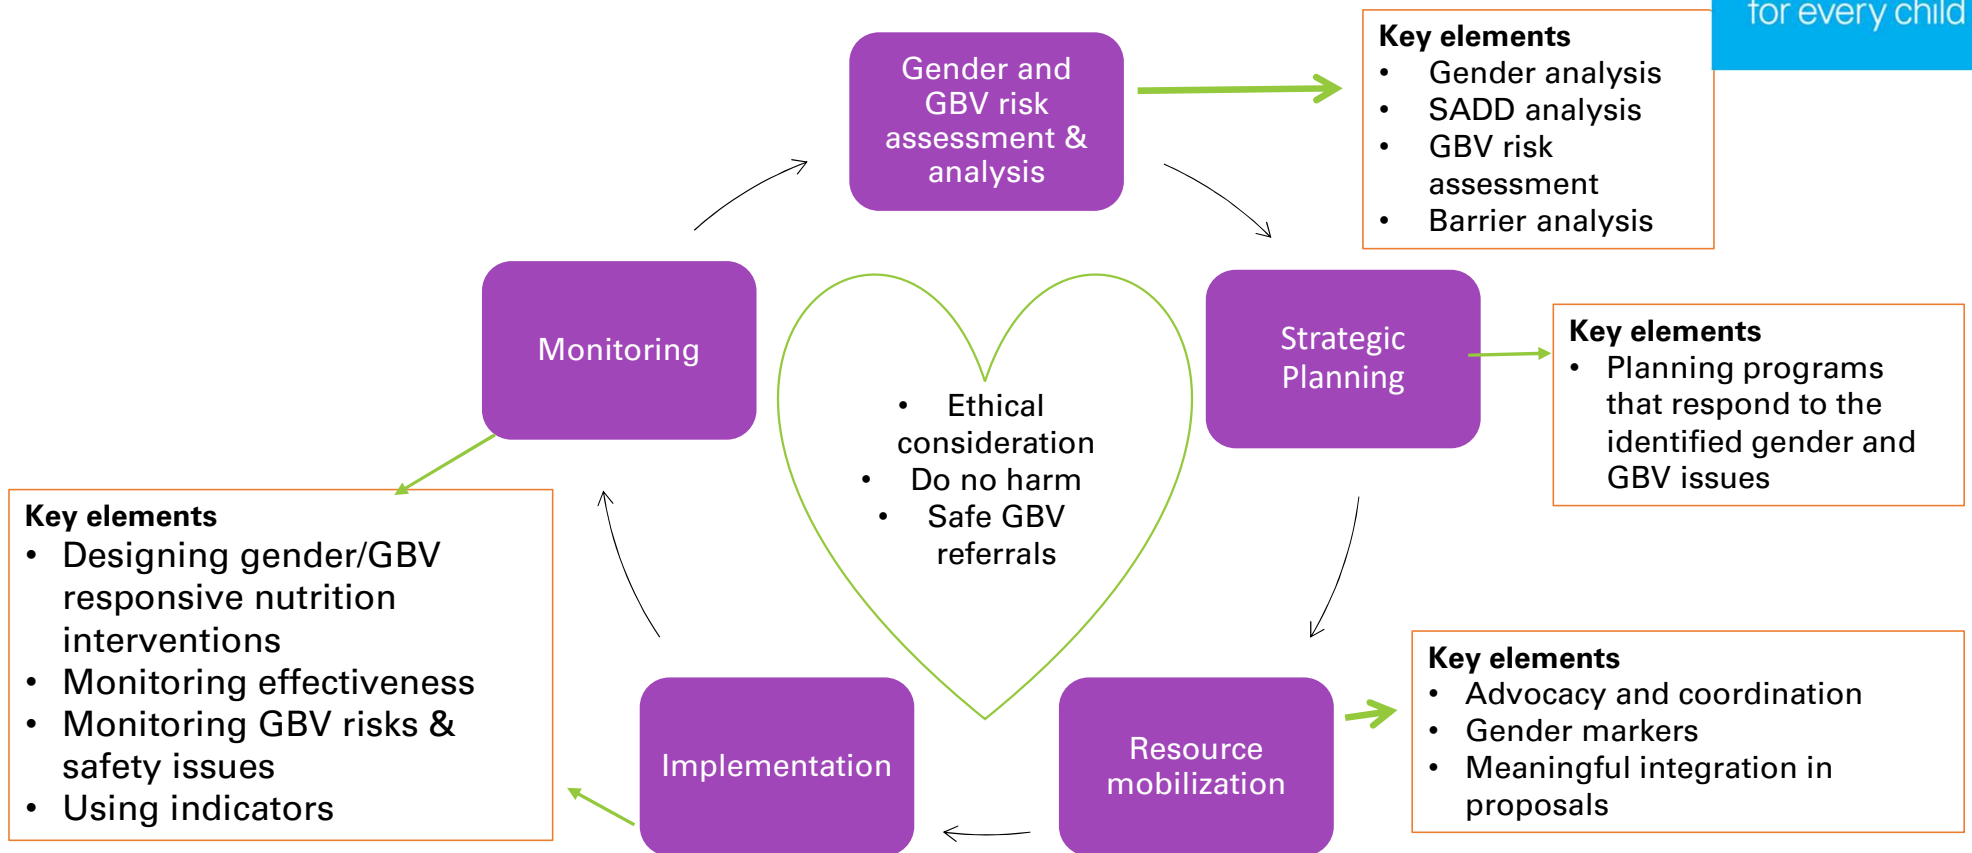 for every child
Gender and
GBV risk
assessment &
analysis
Key elements
• Gender analysis
• SADD analysis
• GBV risk
assessment
• Barrier analysis
Strategic
Planning
Key elements
• Planning programs
that respond to the
identified gender and
GBV issues
Monitoring
• Ethical
consideration
• Do no harm
• Safe GBV
referrals
Key elements
• Designing gender/GBV
responsive nutrition
interventions
• Monitoring effectiveness
• Monitoring GBV risks &
safety issues
• Using indicators
Implementation
Resource
mobilization
Key elements
• Advocacy and coordination
• Gender markers
• Meaningful integration in
proposals